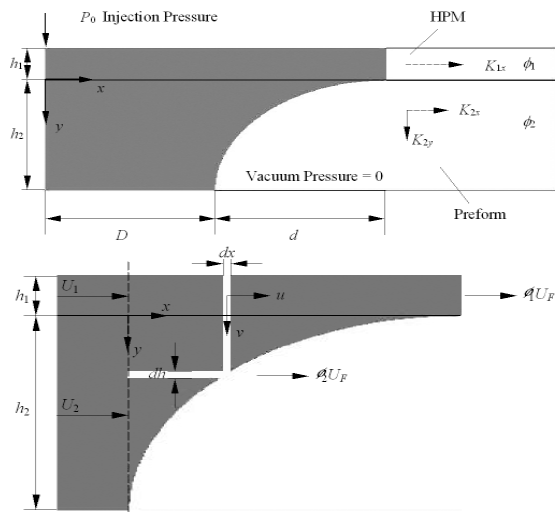 P₀ Injection Pressure
HPM
h₁
K₁ₓ
ϕ₁
x
K₂ₓ
ϕ₂
h₂
y
K₂y
Vacuum Pressure = 0
Preform
D
d
dx
h₁
U₁
x
u
ϕ₁U_F
y
v
dh
ϕ₂U_F
h₂
U₂